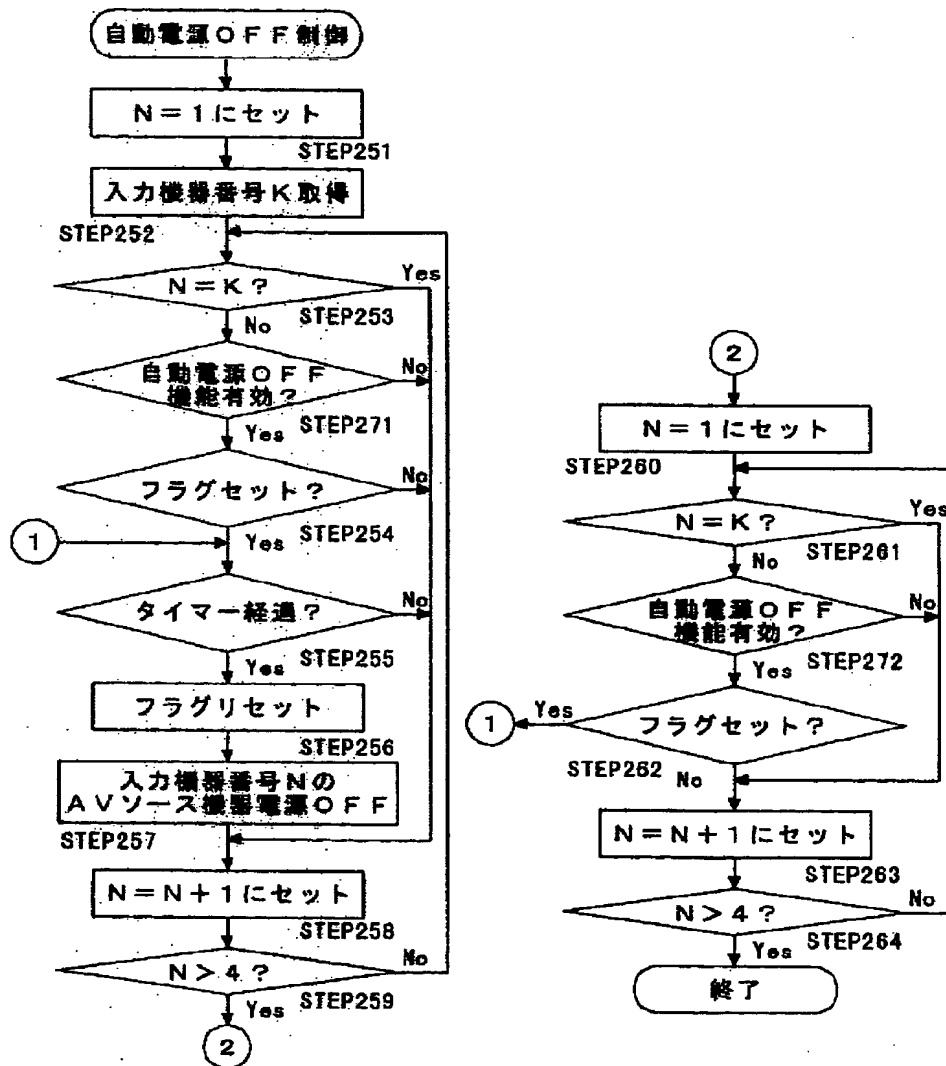 自動電源OFF制御
N=1にセット
STEP251
入力機器番号K取得
STEP252
N=K?
Yes
STEP253
No
自動電源OFF
機能有効?
No
STEP271
Yes
フラグセット?
No
STEP254
Yes
1
タイマー経過?
No
STEP255
Yes
フラグリセット
STEP256
入力機器番号Nの
AVソース機器電源OFF
STEP257
N=N+1にセット
STEP258
N>4?
No
STEP259
Yes
2
2
N=1にセット
STEP260
N=K?
Yes
STEP261
No
自動電源OFF
機能有効?
No
STEP272
Yes
フラグセット?
Yes
1
STEP262
No
N=N+1にセット
STEP263
N>4?
No
STEP264
Yes
終了